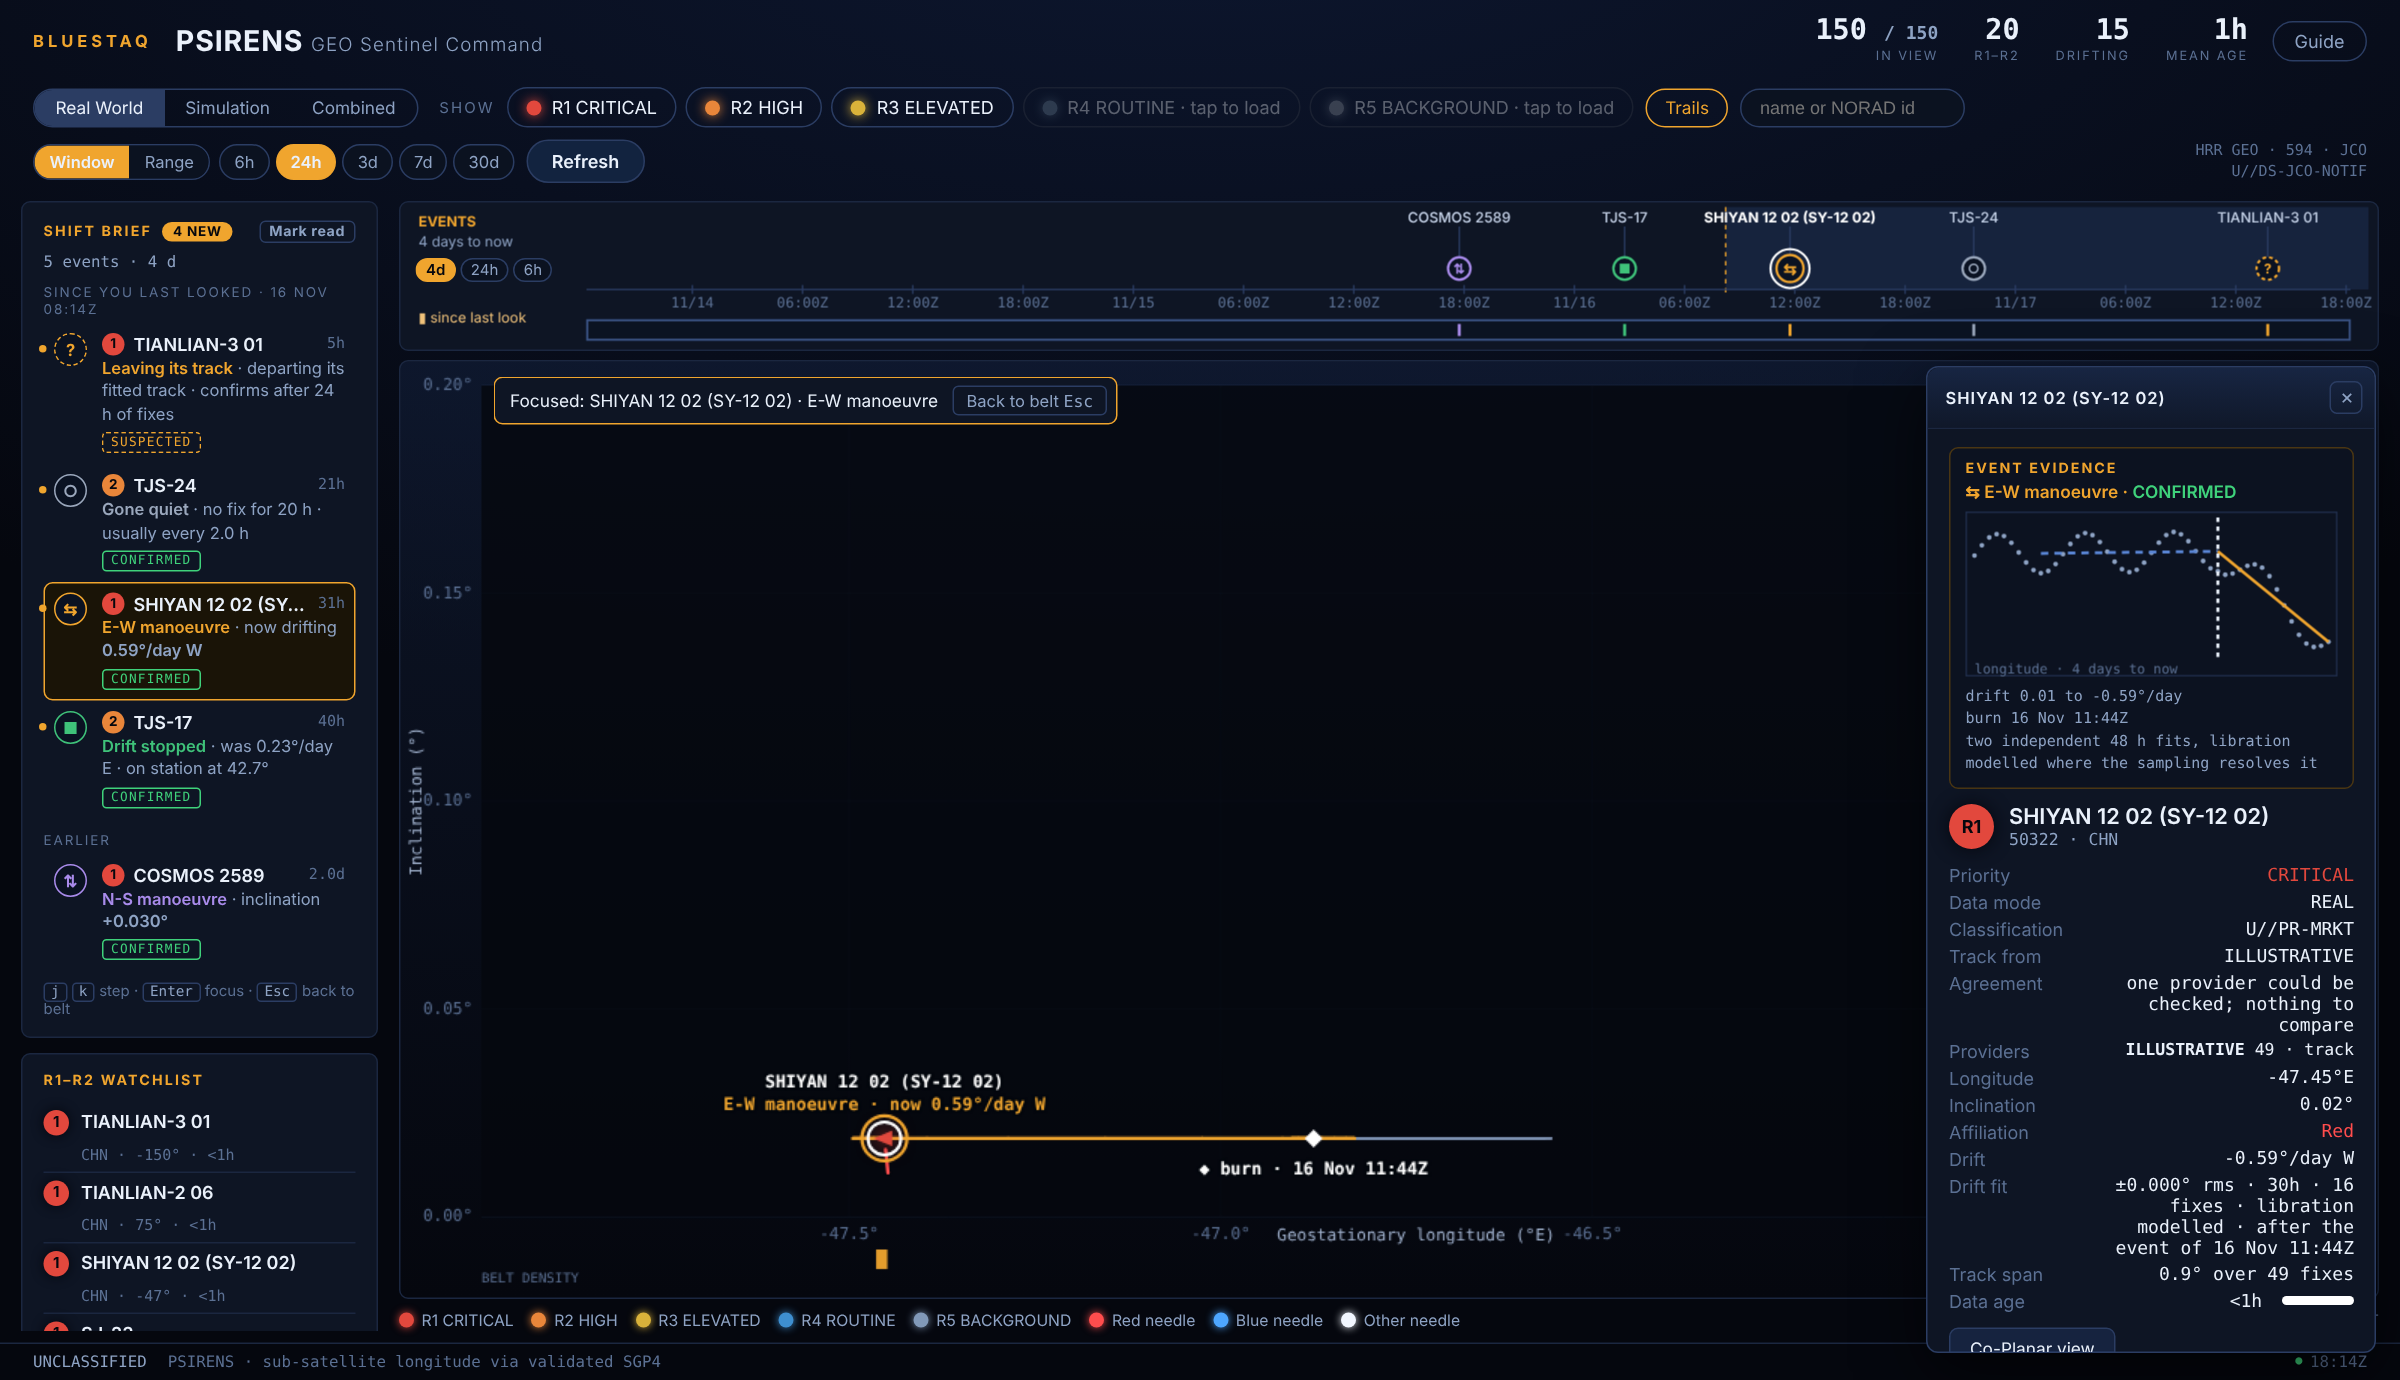 BLUESTAQ PSIRENS GEO Sentinel Command
150 / 150 IN VIEW
20 R1–R2
15 DRIFTING
1h MEAN AGE
Guide
Real World Simulation Combined SHOW R1 CRITICAL R2 HIGH R3 ELEVATED R4 ROUTINE · tap to load R5 BACKGROUND · tap to load Trails name or NORAD id
Window Range 6h 24h 3d 7d 30d Refresh
HRR GEO · 594 · JCO
U//DS-JCO-NOTIF
SHIFT BRIEF 4 NEW Mark read
5 events · 4 d
SINCE YOU LAST LOOKED · 16 NOV
08:14Z
? 1 TIANLIAN-3 01 5h
Leaving its track · departing its
fitted track · confirms after 24
h of fixes
SUSPECTED
2 TJS-24 21h
Gone quiet · no fix for 20 h ·
usually every 2.0 h
CONFIRMED
⇆ 1 SHIYAN 12 02 (SY... 31h
E-W manoeuvre · now drifting
0.59°/day W
CONFIRMED
2 TJS-17 40h
Drift stopped · was 0.23°/day
E · on station at 42.7°
CONFIRMED
EARLIER
⇅ 1 COSMOS 2589 2.0d
N-S manoeuvre · inclination
+0.030°
CONFIRMED
j k step · Enter focus · Esc back to
belt
R1–R2 WATCHLIST
1 TIANLIAN-3 01
CHN · -150° · <1h
1 TIANLIAN-2 06
CHN · 75° · <1h
1 SHIYAN 12 02 (SY-12 02)
CHN · -47° · <1h
EVENTS
4 days to now
4d 24h 6h
since last look
COSMOS 2589 TJS-17 SHIYAN 12 02 (SY-12 02) TJS-24 TIANLIAN-3 01
11/14 06:00Z 12:00Z 18:00Z 11/15 06:00Z 12:00Z 18:00Z 11/16 06:00Z 12:00Z 18:00Z 11/17 06:00Z 12:00Z 18:00Z
Focused: SHIYAN 12 02 (SY-12 02) · E-W manoeuvre Back to belt Esc
0.20°
0.15°
0.10°
0.05°
0.00°
Inclination (°)
SHIYAN 12 02 (SY-12 02)
E-W manoeuvre · now 0.59°/day W
◆ burn · 16 Nov 11:44Z
-47.5° -47.0° Geostationary longitude (°E) -46.5°
BELT DENSITY
R1 CRITICAL R2 HIGH R3 ELEVATED R4 ROUTINE R5 BACKGROUND Red needle Blue needle Other needle
SHIYAN 12 02 (SY-12 02) ✕
EVENT EVIDENCE
⇆ E-W manoeuvre · CONFIRMED
longitude · 4 days to now
drift 0.01 to -0.59°/day
burn 16 Nov 11:44Z
two independent 48 h fits, libration
modelled where the sampling resolves it
R1 SHIYAN 12 02 (SY-12 02)
50322 · CHN
Priority CRITICAL
Data mode REAL
Classification U//PR-MRKT
Track from ILLUSTRATIVE
Agreement one provider could be
checked; nothing to
compare
Providers ILLUSTRATIVE 49 · track
Longitude -47.45°E
Inclination 0.02°
Affiliation Red
Drift -0.59°/day W
Drift fit ±0.000° rms · 30h · 16
fixes · libration
modelled · after the
event of 16 Nov 11:44Z
Track span 0.9° over 49 fixes
Data age <1h
Co-Planar view
UNCLASSIFIED PSIRENS · sub-satellite longitude via validated SGP4
18:14Z